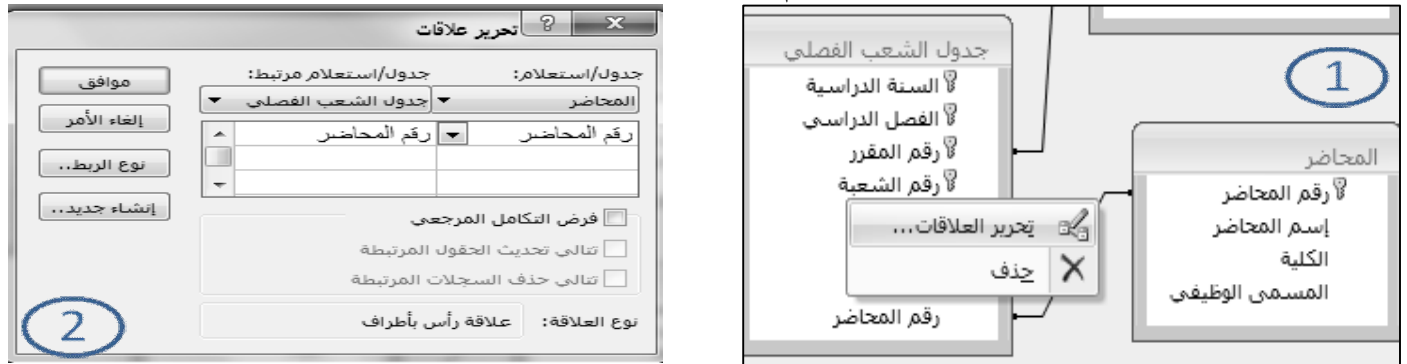 1
جدول الشعب الفصلي
السنة الدراسية
الفصل الدراسي
رقم المقرر
رقم الشعبة
رقم المحاضر
المحاضر
رقم المحاضر
إسم المحاضر
الكلية
المسمى الوظيفي
تحرير العلاقات...
حذف
2
تحرير علاقات
جدول/استعلام: جدول/استعلام مرتبط:
المحاضر جدول الشعب الفصلي
رقم المحاضر رقم المحاضر
فرض التكامل المرجعي
تتالي تحديث الحقول المرتبطة
تتالي حذف السجلات المرتبطة
نوع العلاقة: علاقة رأس بأطراف
موافق
إلغاء الأمر
نوع الربط..
إنشاء جديد..